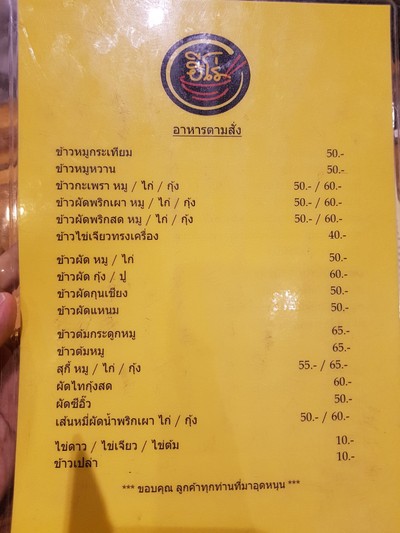 ฮีโร่
อาหารตามสั่ง
ข้าวหมูกระเทียม 50.-
ข้าวหมูหวาน 50.-
ข้าวกะเพรา หมู / ไก่ / กุ้ง 50.- / 60.-
ข้าวผัดพริกเผา หมู / ไก่ / กุ้ง 50.- / 60.-
ข้าวผัดพริกสด หมู / ไก่ / กุ้ง 50.- / 60.-
ข้าวไข่เจียวทรงเครื่อง 40.-
ข้าวผัด หมู / ไก่ 50.-
ข้าวผัด กุ้ง / ปู 60.-
ข้าวผัดกุนเชียง 50.-
ข้าวผัดแหนม 50.-
ข้าวต้มกระดูกหมู 65.-
ข้าวต้มหมู 65.-
สุกี้ หมู / ไก่ / กุ้ง 55.- / 65.-
ผัดไทกุ้งสด 60.-
ผัดซีอิ๊ว 50.-
เส้นหมี่ผัดน้ำพริกเผา ไก่ / กุ้ง 50.- / 60.-
ไข่ดาว / ไข่เจียว / ไข่ต้ม 10.-
ข้าวเปล่า 10.-
*** ขอบคุณ ลูกค้าทุกท่านที่มาอุดหนุน ***